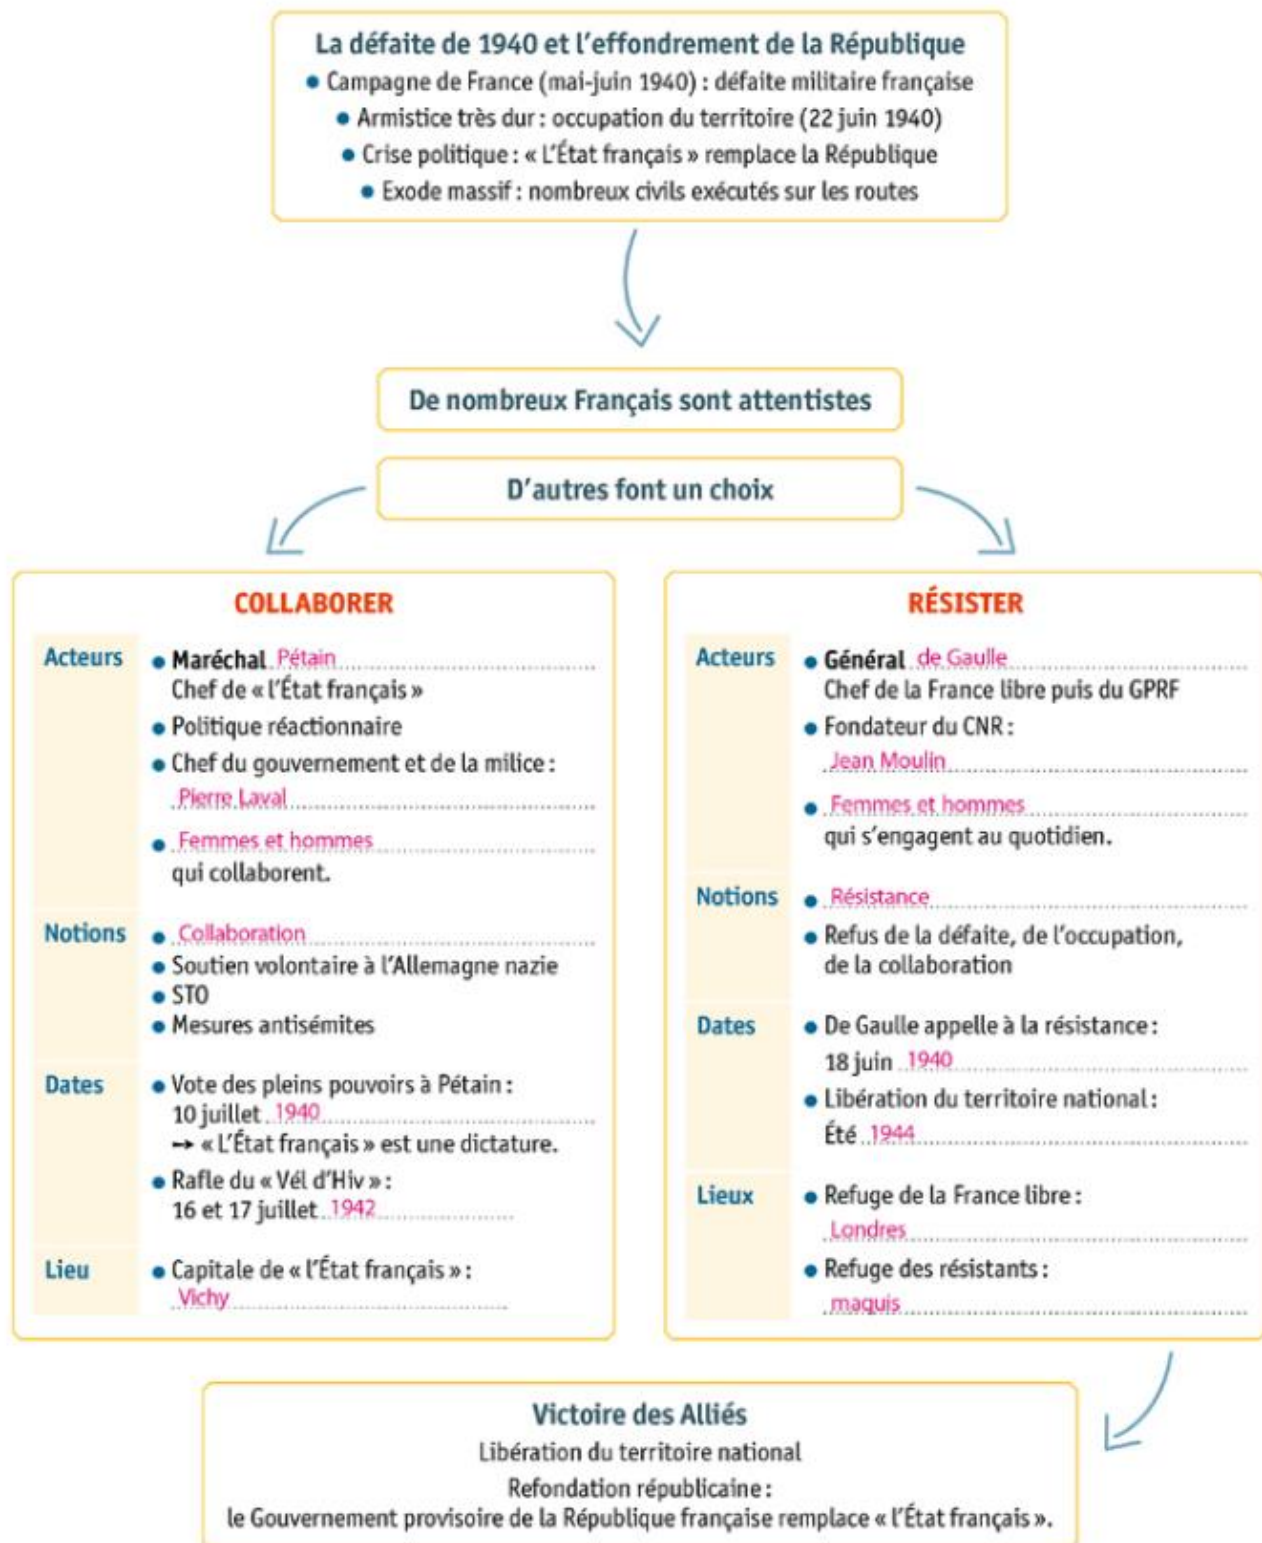 La défaite de 1940 et l'effondrement de la République
● Campagne de France (mai-juin 1940) : défaite militaire française
● Armistice très dur : occupation du territoire (22 juin 1940)
● Crise politique : « L'État français » remplace la République
● Exode massif : nombreux civils exécutés sur les routes
De nombreux Français sont attentistes
D'autres font un choix
COLLABORER
Acteurs
● Maréchal Pétain
Chef de « l'État français »
● Politique réactionnaire
● Chef du gouvernement et de la milice :
Pierre Laval
● Femmes et hommes
qui collaborent.
Notions
● Collaboration
● Soutien volontaire à l'Allemagne nazie
● STO
● Mesures antisémites
Dates
● Vote des pleins pouvoirs à Pétain :
10 juillet 1940
→ « L'État français » est une dictature.
● Rafle du « Vél d'Hiv » :
16 et 17 juillet 1942
Lieu
● Capitale de « l'État français » :
Vichy
RÉSISTER
Acteurs
● Général de Gaulle
Chef de la France libre puis du GPRF
● Fondateur du CNR :
Jean Moulin
● Femmes et hommes
qui s'engagent au quotidien.
Notions
● Résistance
● Refus de la défaite, de l'occupation,
de la collaboration
Dates
● De Gaulle appelle à la résistance :
18 juin 1940
● Libération du territoire national :
Été 1944
Lieux
● Refuge de la France libre :
Londres
● Refuge des résistants :
maquis
Victoire des Alliés
Libération du territoire national
Refondation républicaine :
le Gouvernement provisoire de la République française remplace « l'État français ».